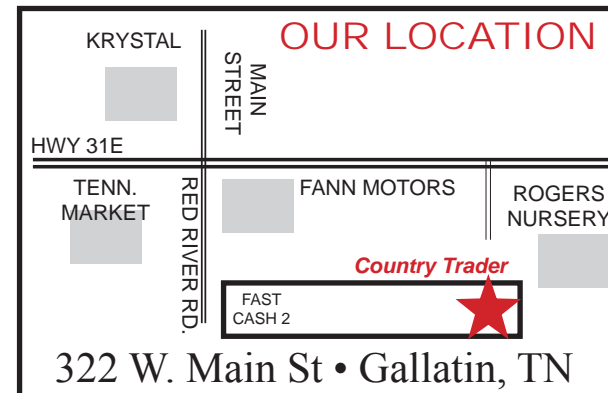 OUR LOCATION
KRYSTAL
MAIN
STREET
HWY 31E
TENN.
MARKET
RED RIVER RD.
FANN MOTORS
ROGERS
NURSERY
Country Trader
FAST
CASH 2
322 W. Main St • Gallatin, TN